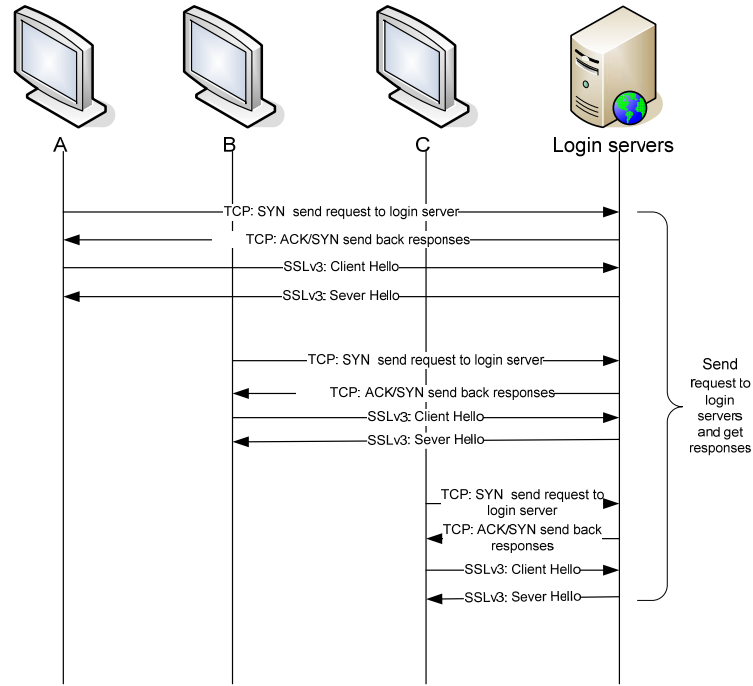 A
B
C
Login servers
TCP: SYN  send request to login server
TCP: ACK/SYN send back responses
SSLv3: Client Hello
SSLv3: Sever Hello
TCP: SYN  send request to login server
TCP: ACK/SYN send back responses
SSLv3: Client Hello
SSLv3: Sever Hello
TCP: SYN  send request to
login server
TCP: ACK/SYN send back
responses
SSLv3: Client Hello
SSLv3: Sever Hello
Send
request to
login
servers
and get
responses